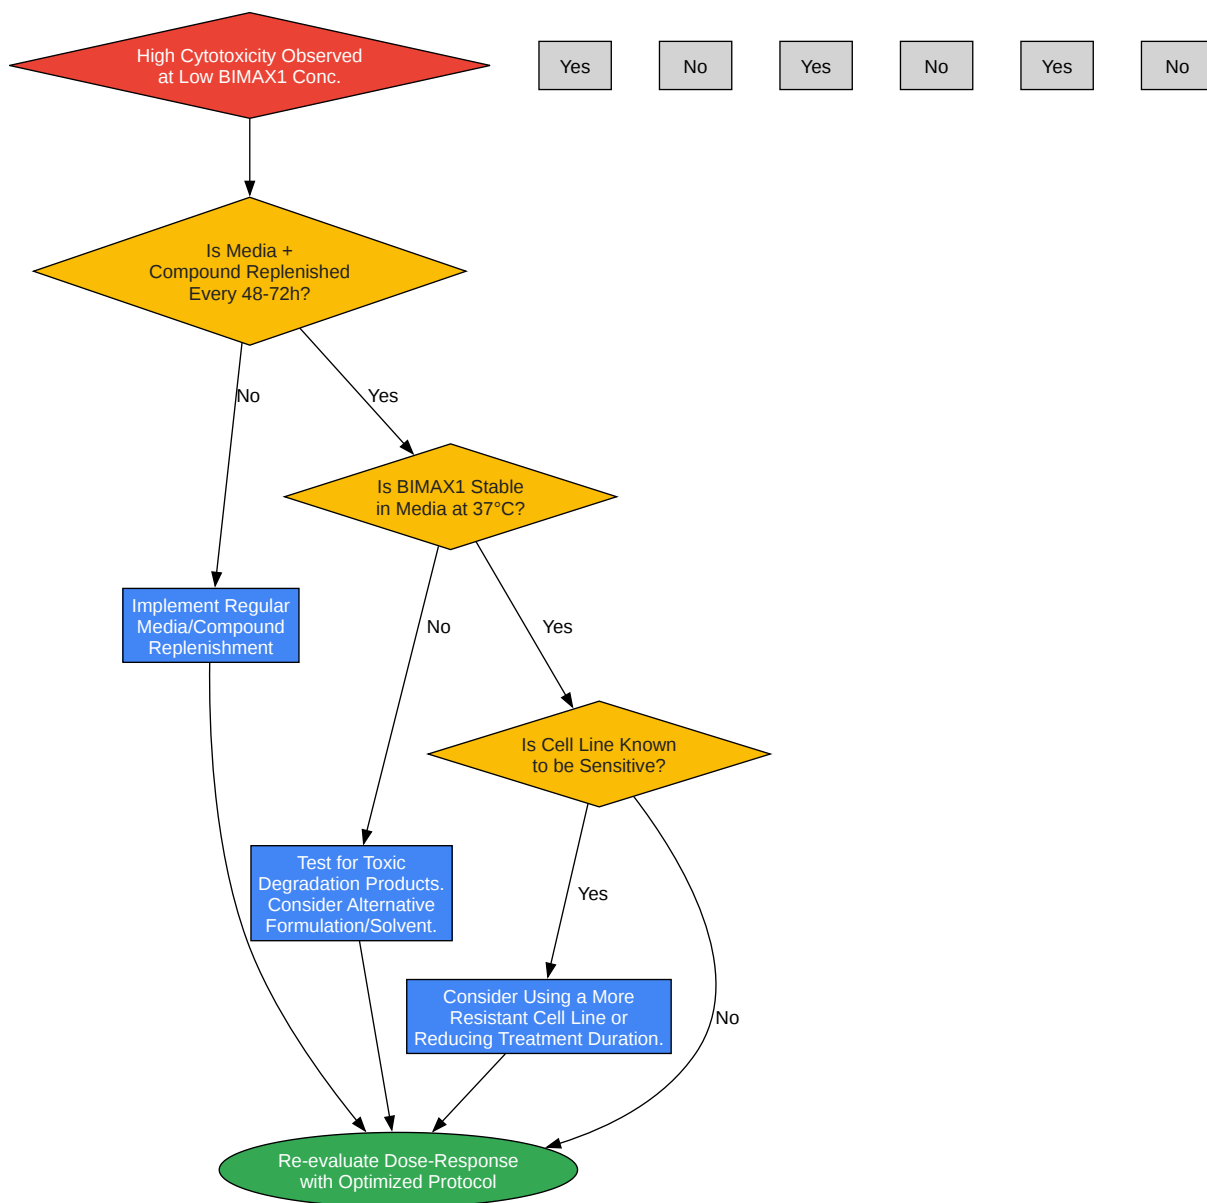 High Cytotoxicity Observed
at Low BIMAX1 Conc.
Yes
No
Yes
No
Yes
No
Is Media +
Compound Replenished
Every 48-72h?
No
Yes
Is BIMAX1 Stable
in Media at 37°C?
Implement Regular
Media/Compound
Replenishment
No
Yes
Is Cell Line Known
to be Sensitive?
Test for Toxic
Degradation Products.
Consider Alternative
Formulation/Solvent.
Yes
Consider Using a More
Resistant Cell Line or
Reducing Treatment Duration.
No
Re-evaluate Dose-Response
with Optimized Protocol